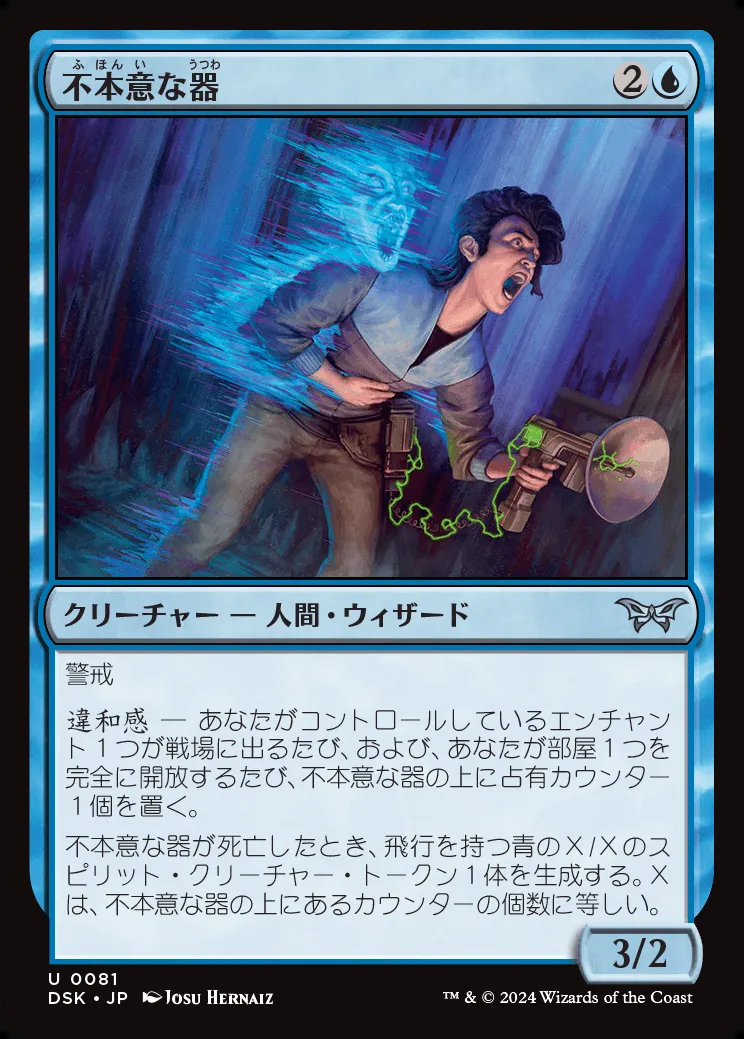 ふほんい うつわ
不本意な器 2
クリーチャー — 人間・ウィザード
警戒
違和感 — あなたがコントロールしているエンチャン
ト１つが戦場に出るたび、および、あなたが部屋１つを
完全に開放するたび、不本意な器の上に占有カウンター
１個を置く。
不本意な器が死亡したとき、飛行を持つ青のＸ/Ｘのス
ピリット・クリーチャー・トークン１体を生成する。Ｘ
は、不本意な器の上にあるカウンターの個数に等しい。
3/2
U 0081
DSK • JP Josu Hernaiz
™ & © 2024 Wizards of the Coast